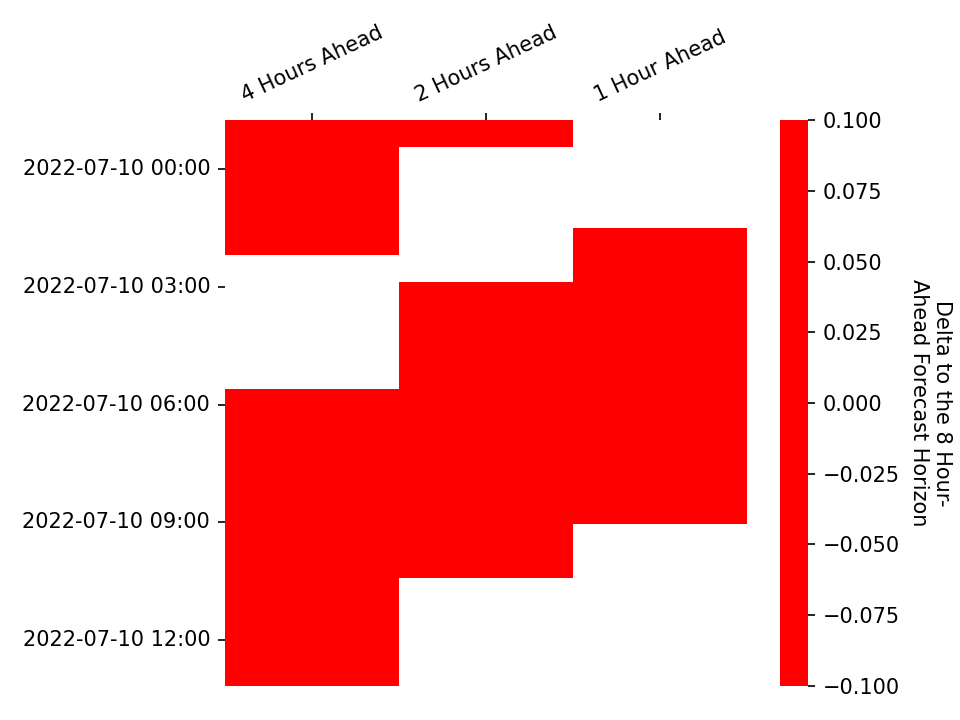 4 Hours Ahead
2 Hours Ahead
1 Hour Ahead
2022-07-10 00:00
2022-07-10 03:00
2022-07-10 06:00
2022-07-10 09:00
2022-07-10 12:00
0.100
0.075
0.050
0.025
0.000
−0.025
−0.050
−0.075
−0.100
Delta to the 8 Hour-
Ahead Forecast Horizon